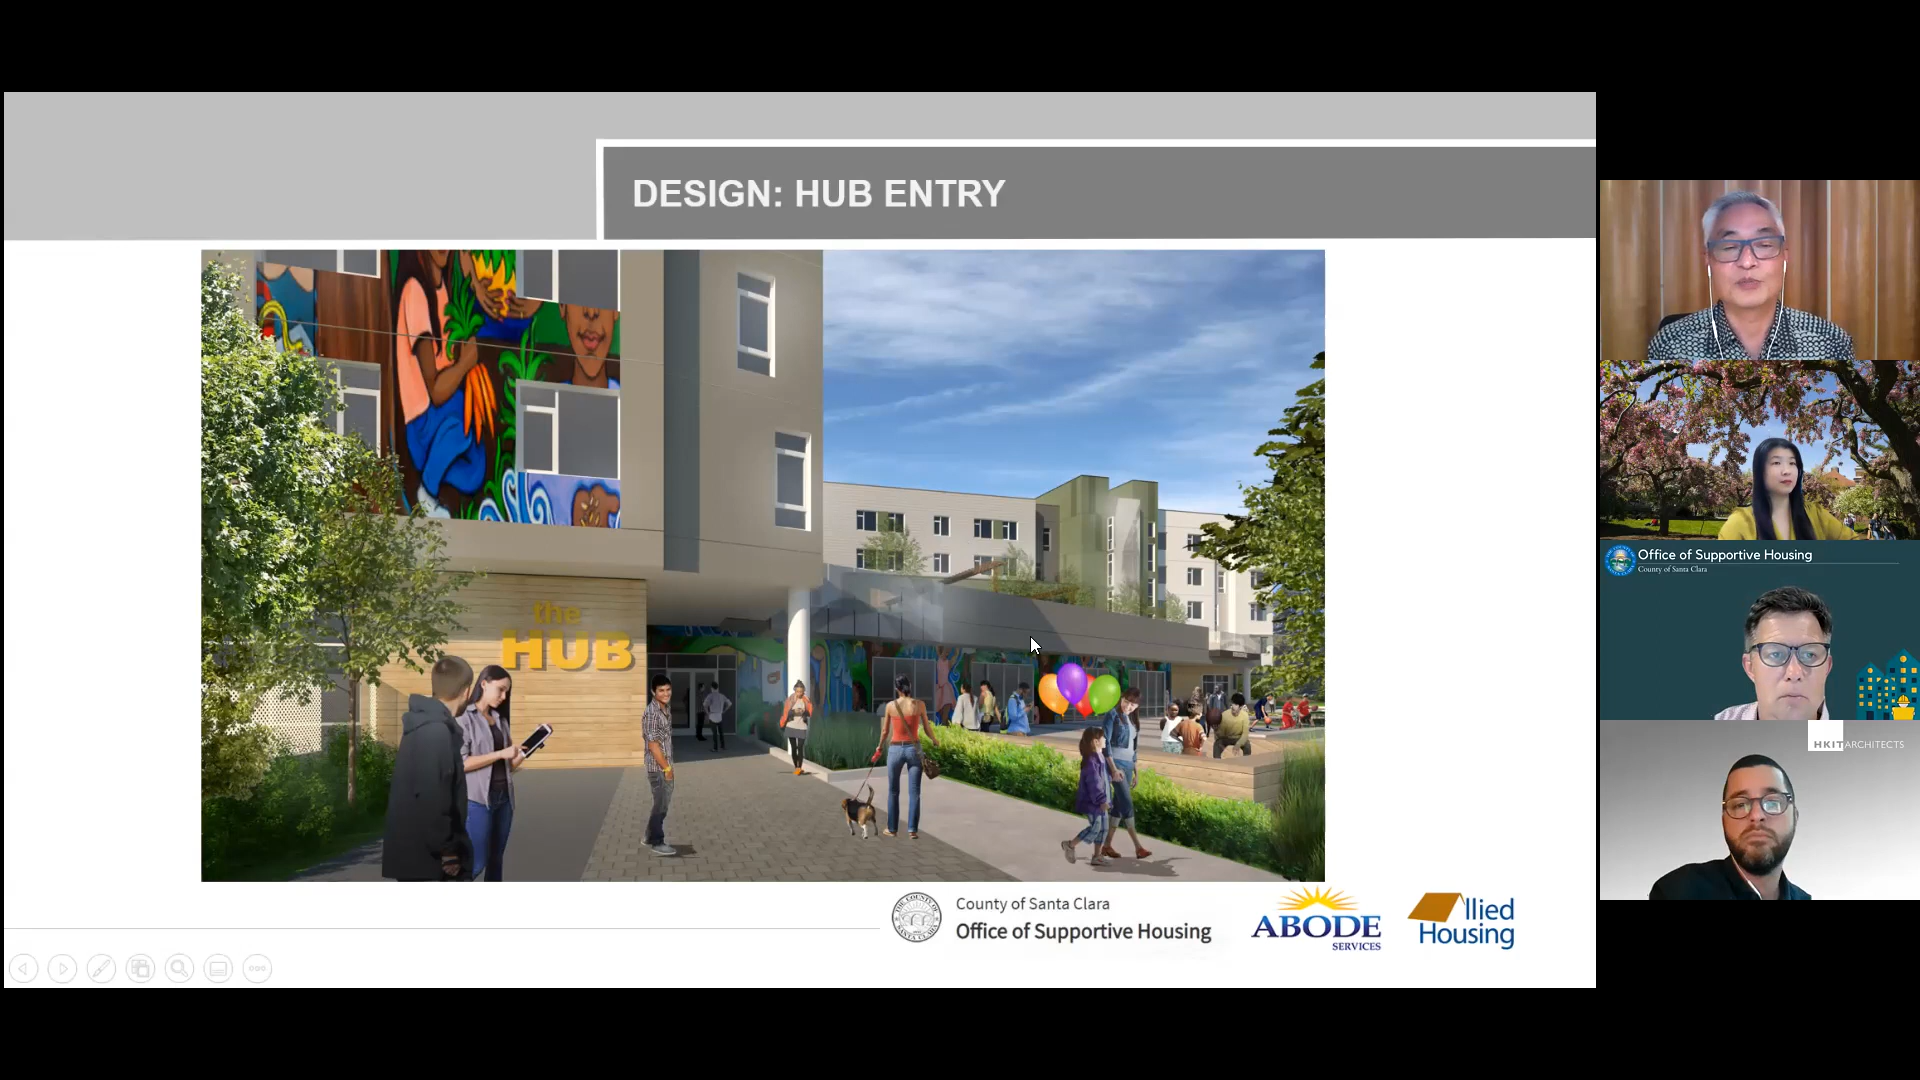 DESIGN: HUB ENTRY
the
HUB
County of Santa Clara
Office of Supportive Housing
ABODE
SERVICES
Allied
Housing
Office of Supportive Housing
County of Santa Clara
HKIT ARCHITECTS